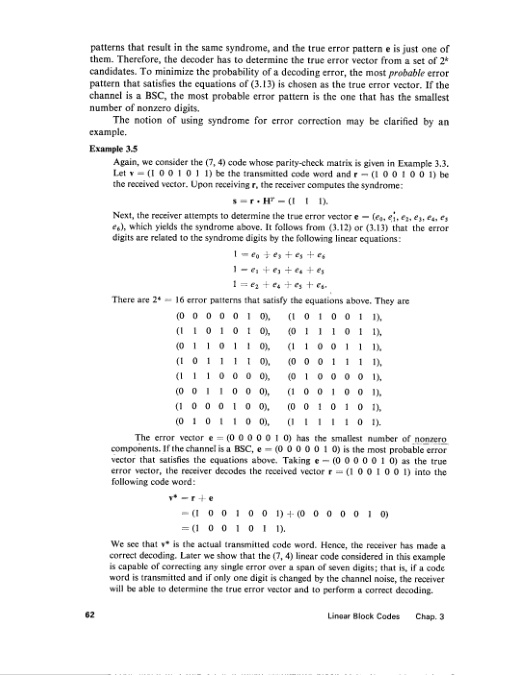 patterns that result in the same syndrome, and the true error pattern e is just one of
them. Therefore, the decoder has to determine the true error vector from a set of 2ᵏ
candidates. To minimize the probability of a decoding error, the most probable error
pattern that satisfies the equations of (3.13) is chosen as the true error vector. If the
channel is a BSC, the most probable error pattern is the one that has the smallest
number of nonzero digits.
The notion of using syndrome for error correction may be clarified by an
example.
Example 3.5
Again, we consider the (7, 4) code whose parity-check matrix is given in Example 3.3.
Let v = (1 0 0 1 0 1 1) be the transmitted code word and r = (1 0 0 1 0 0 1) be
the received vector. Upon receiving r, the receiver computes the syndrome:
s = r • Hᵀ = (1 1 1).
Next, the receiver attempts to determine the true error vector e = (e₀, e₁, e₂, e₃, e₄, e₅
e₆), which yields the syndrome above. It follows from (3.12) or (3.13) that the error
digits are related to the syndrome digits by the following linear equations:
1 = e₀ + e₃ + e₅ + e₆
1 = e₁ + e₃ + e₄ + e₅
1 = e₂ + e₄ + e₅ + e₆.
There are 2⁴ = 16 error patterns that satisfy the equations above. They are
(0 0 0 0 0 1 0), (1 0 1 0 0 1 1),
(1 1 0 1 0 1 0), (0 1 1 1 0 1 1),
(0 1 1 0 1 1 0), (1 1 0 0 1 1 1),
(1 0 1 1 1 1 0), (0 0 0 1 1 1 1),
(1 1 1 0 0 0 0), (0 1 0 0 0 0 1),
(0 0 1 1 0 0 0), (1 0 0 1 0 0 1),
(1 0 0 0 1 0 0), (0 0 1 0 1 0 1),
(0 1 0 1 1 0 0), (1 1 1 1 1 0 1).
The error vector e = (0 0 0 0 0 1 0) has the smallest number of nonzero
components. If the channel is a BSC, e = (0 0 0 0 0 1 0) is the most probable error
vector that satisfies the equations above. Taking e = (0 0 0 0 0 1 0) as the true
error vector, the receiver decodes the received vector r = (1 0 0 1 0 0 1) into the
following code word:
v* = r + e
= (1 0 0 1 0 0 1) + (0 0 0 0 0 1 0)
= (1 0 0 1 0 1 1).
We see that v* is the actual transmitted code word. Hence, the receiver has made a
correct decoding. Later we show that the (7, 4) linear code considered in this example
is capable of correcting any single error over a span of seven digits; that is, if a code
word is transmitted and if only one digit is changed by the channel noise, the receiver
will be able to determine the true error vector and to perform a correct decoding.
62 Linear Block Codes Chap. 3